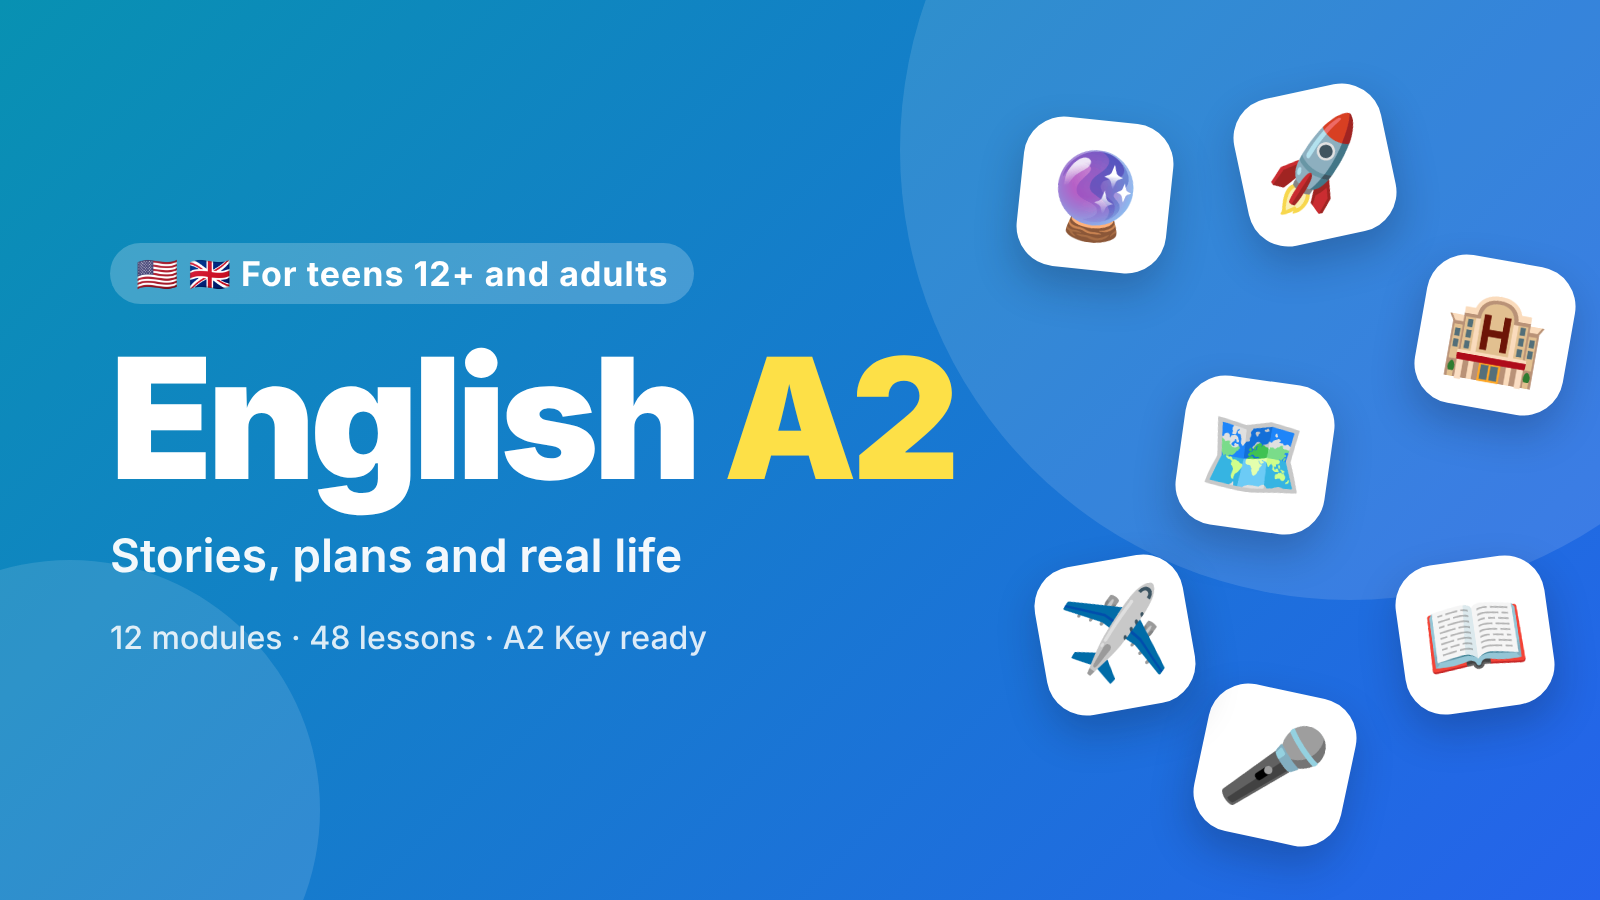 🇺🇸 🇬🇧 For teens 12+ and adults
English A2
Stories, plans and real life
12 modules · 48 lessons · A2 Key ready
H